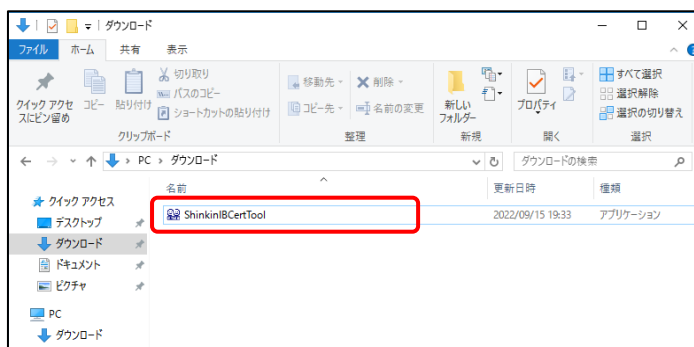 ダウンロード
ファイル ホーム 共有 表示
クイック アクセスにピン留め
コピー
貼り付け
切り取り
パスのコピー
ショートカットの貼り付け
クリップボード
移動先
コピー先
削除
名前の変更
整理
新しいフォルダー
新規
プロパティ
開く
すべて選択
選択解除
選択の切り替え
選択
PC › ダウンロード
ダウンロードの検索
名前 更新日時 種類
ShinkinIBCertTool 2022/09/15 19:33 アプリケーション
クイック アクセス
デスクトップ
ダウンロード
ドキュメント
ピクチャ
PC
ダウンロード